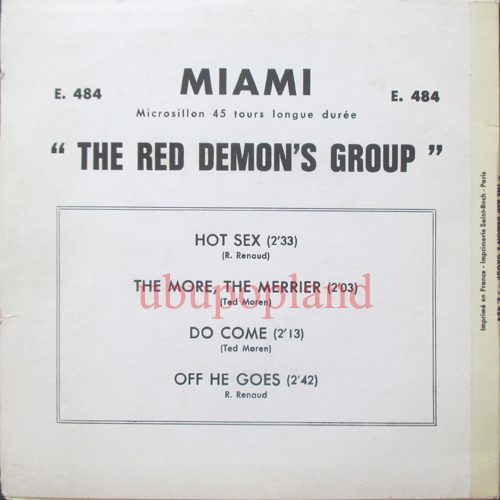 MIAMI
E. 484
E. 484
Microsillon 45 tours longue durée
" THE RED DEMON'S GROUP "
HOT SEX (2'33)
(R. Renaud)
THE MORE, THE MERRIER (2'03)
(Ted Moren)
ubupopland
DO COME (2'13)
(Ted Moren)
OFF HE GOES (2'42)
R. Renaud
Imprimé en France - Imprimerie Saint-Roch - Paris